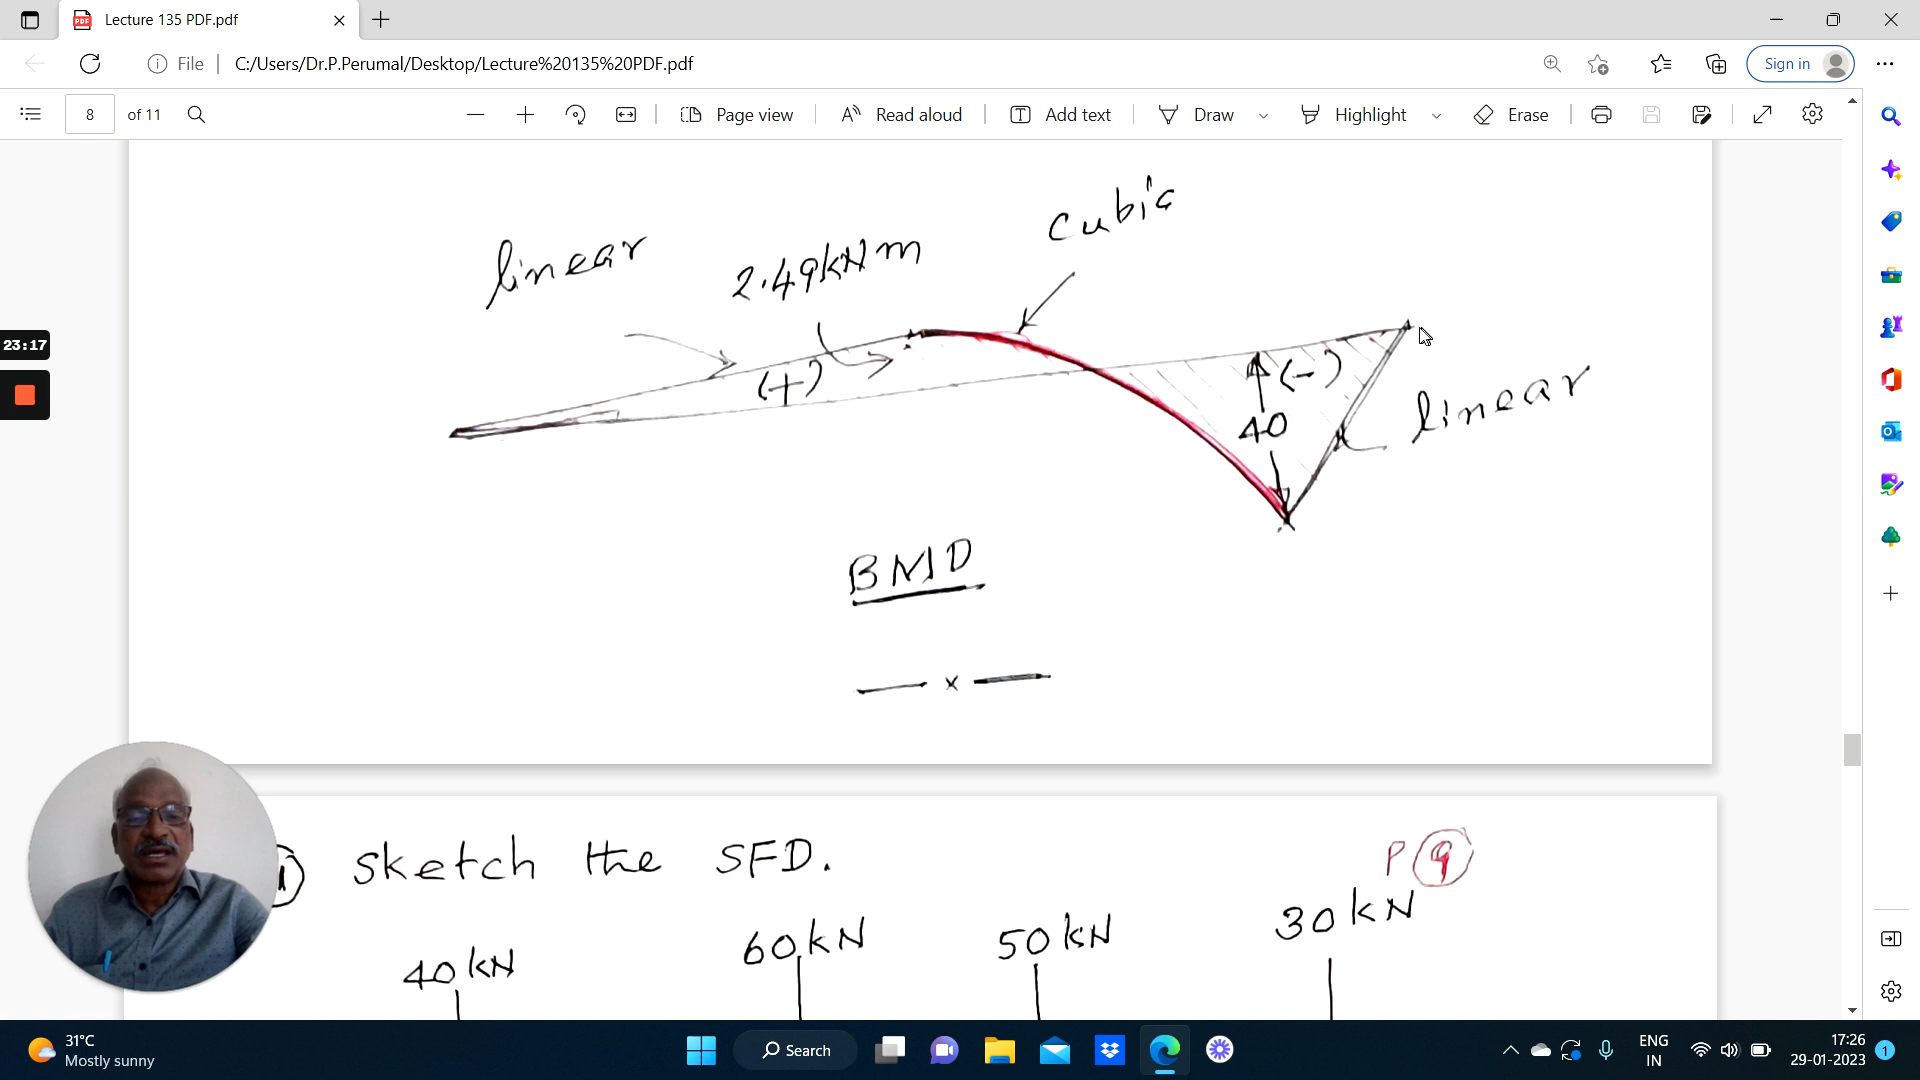 Lecture 135 PDF.pdf
File
C:/Users/Dr.P.Perumal/Desktop/Lecture%20135%20PDF.pdf
Sign in
8 of 11
Page view
Read aloud
Add text
Draw
Highlight
Erase
cubic
linear
2.49kNm
23:17
(+)
(-)
40
linear
BMD
x
Sketch the SFD.
P 9
40 kN
60 kN
50 kN
30 kN
31°C
Mostly sunny
Search
ENG
IN
17:26
29-01-2023
1